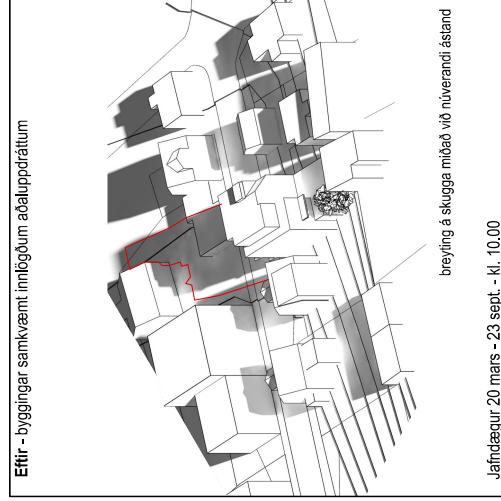 Eftir - byggingar samkvæmt innlögðum aðaluppdráttum
breyting á skugga miðað við núverandi ástand
Jafndægur 20 mars - 23 sept. - kl. 10.00